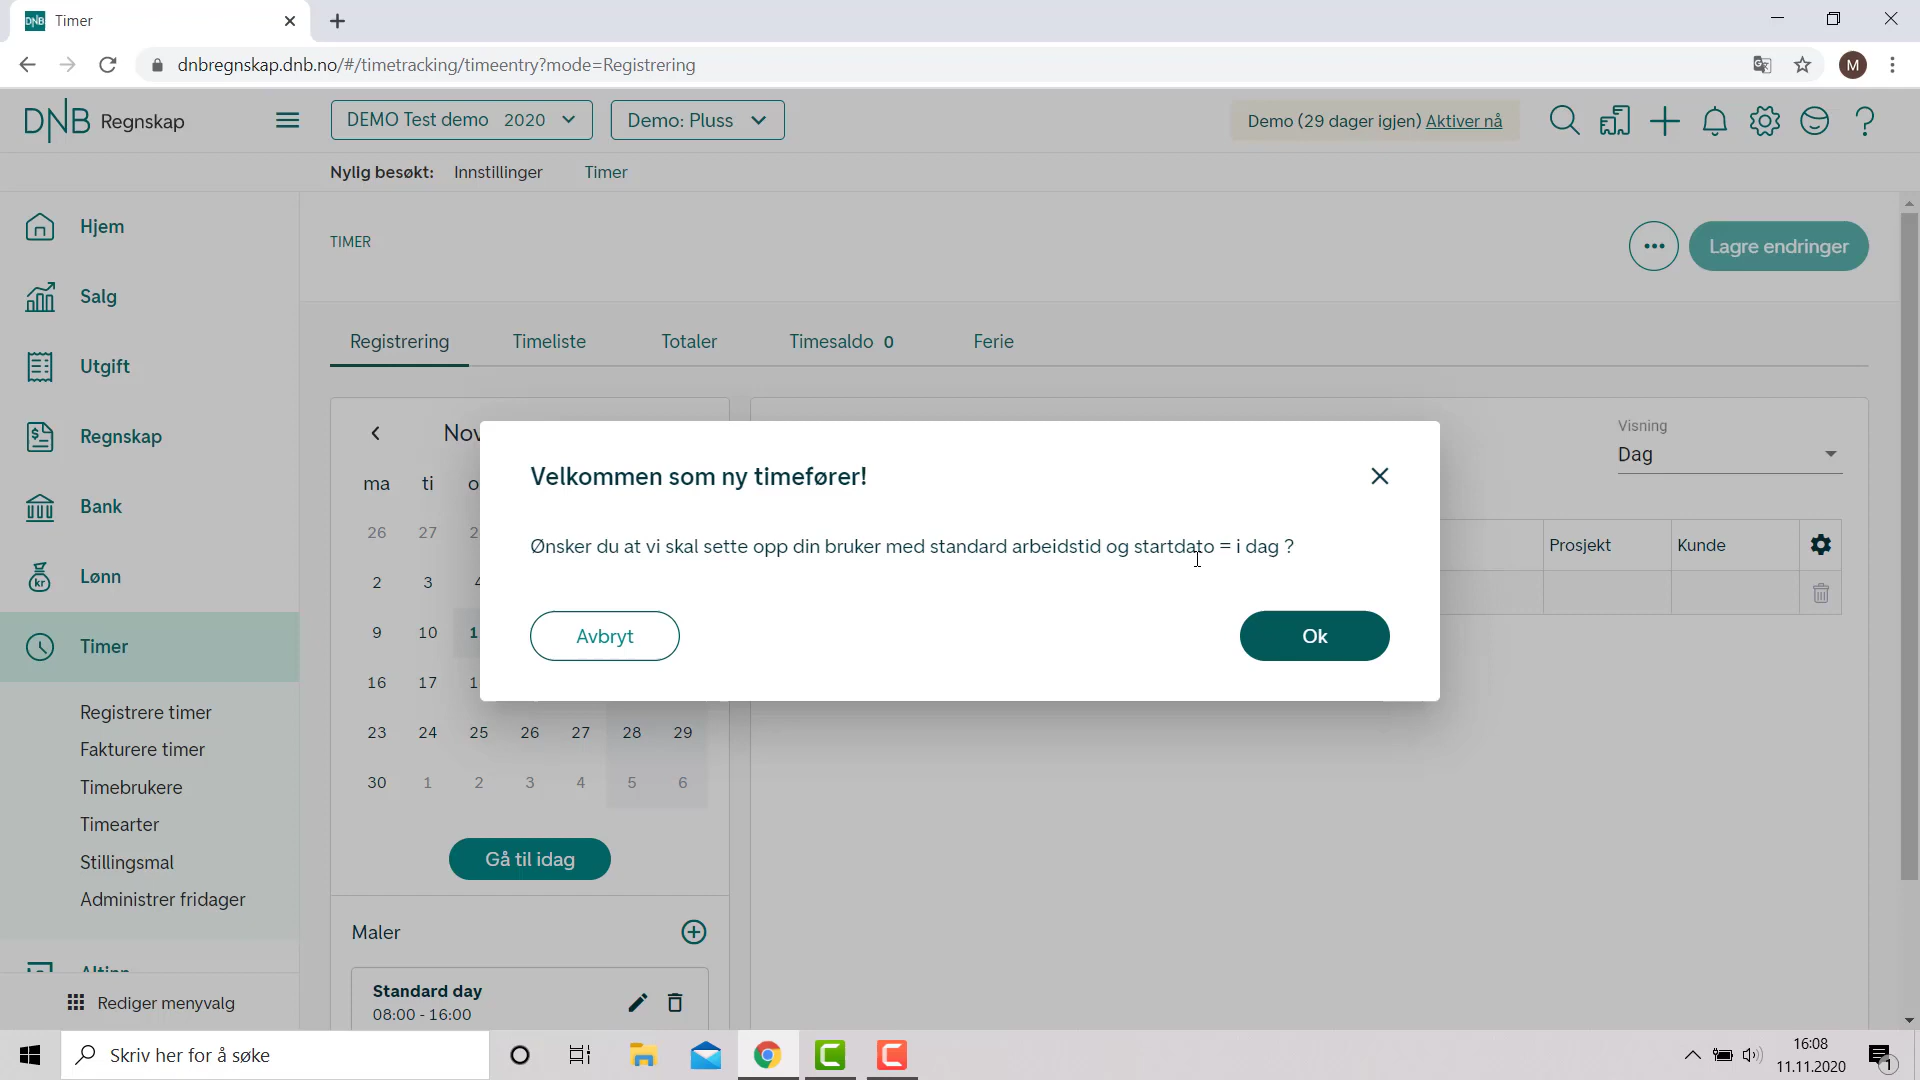 DNB Timer
dnbregnskap.dnb.no/#/timetracking/timeentry?mode=Registrering
M
DNB Regnskap
DEMO Test demo 2020
Demo: Pluss
Demo (29 dager igjen) Aktiver nå
Nylig besøkt: Innstillinger Timer
Hjem
Salg
Utgift
Regnskap
Bank
Lønn
Timer
Registrere timer
Fakturere timer
Timebrukere
Timearter
Stillingsmal
Administrer fridager
Rediger menyvalg
TIMER
Lagre endringer
Registrering Timeliste Totaler Timesaldo 0 Ferie
Nov
ma ti o
26 27 2
2 3 4
9 10 1
16 17 1
23 24 25 26 27 28 29
30 1 2 3 4 5 6
Gå til idag
Maler
Standard day
08:00 - 16:00
Visning
Dag
Prosjekt Kunde
Velkommen som ny timefører!
Ønsker du at vi skal sette opp din bruker med standard arbeidstid og startdato = i dag ?
Avbryt
Ok
Skriv her for å søke
16:08
11.11.2020
1